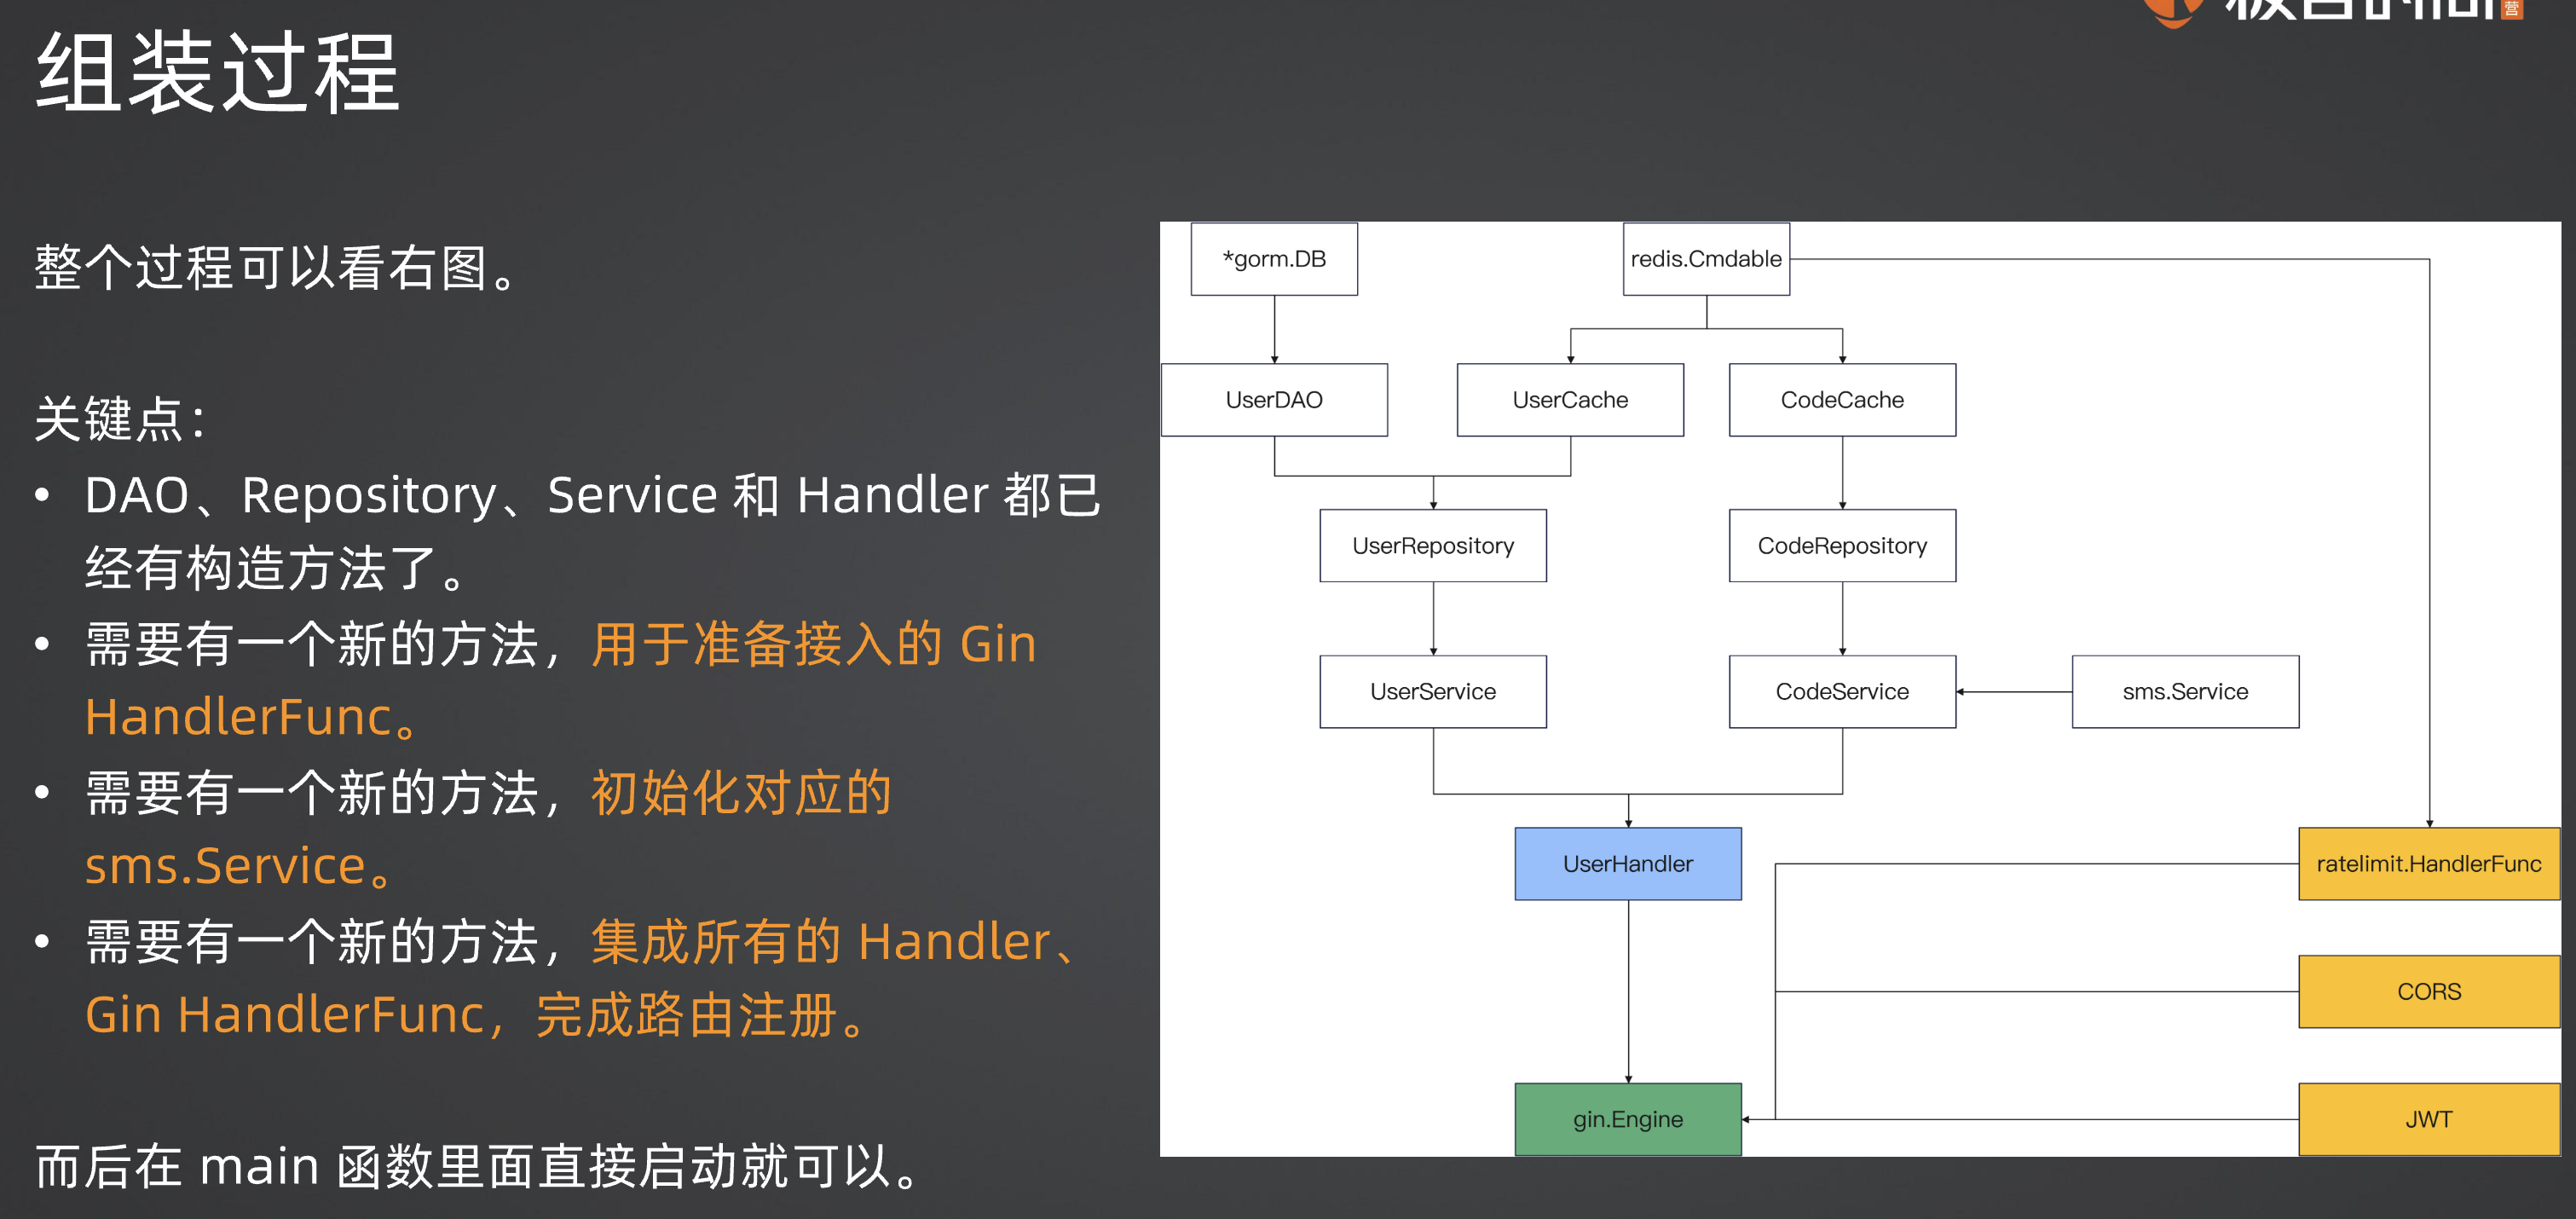 组装过程
整个过程可以看右图。
关键点：
• DAO、Repository、Service 和 Handler 都已
经有构造方法了。
• 需要有一个新的方法，用于准备接入的 Gin
HandlerFunc。
• 需要有一个新的方法，初始化对应的
sms.Service。
• 需要有一个新的方法，集成所有的 Handler、
Gin HandlerFunc，完成路由注册。
而后在 main 函数里面直接启动就可以。
*gorm.DB
redis.Cmdable
UserDAO
UserCache
CodeCache
UserRepository
CodeRepository
UserService
CodeService
sms.Service
UserHandler
ratelimit.HandlerFunc
CORS
gin.Engine
JWT